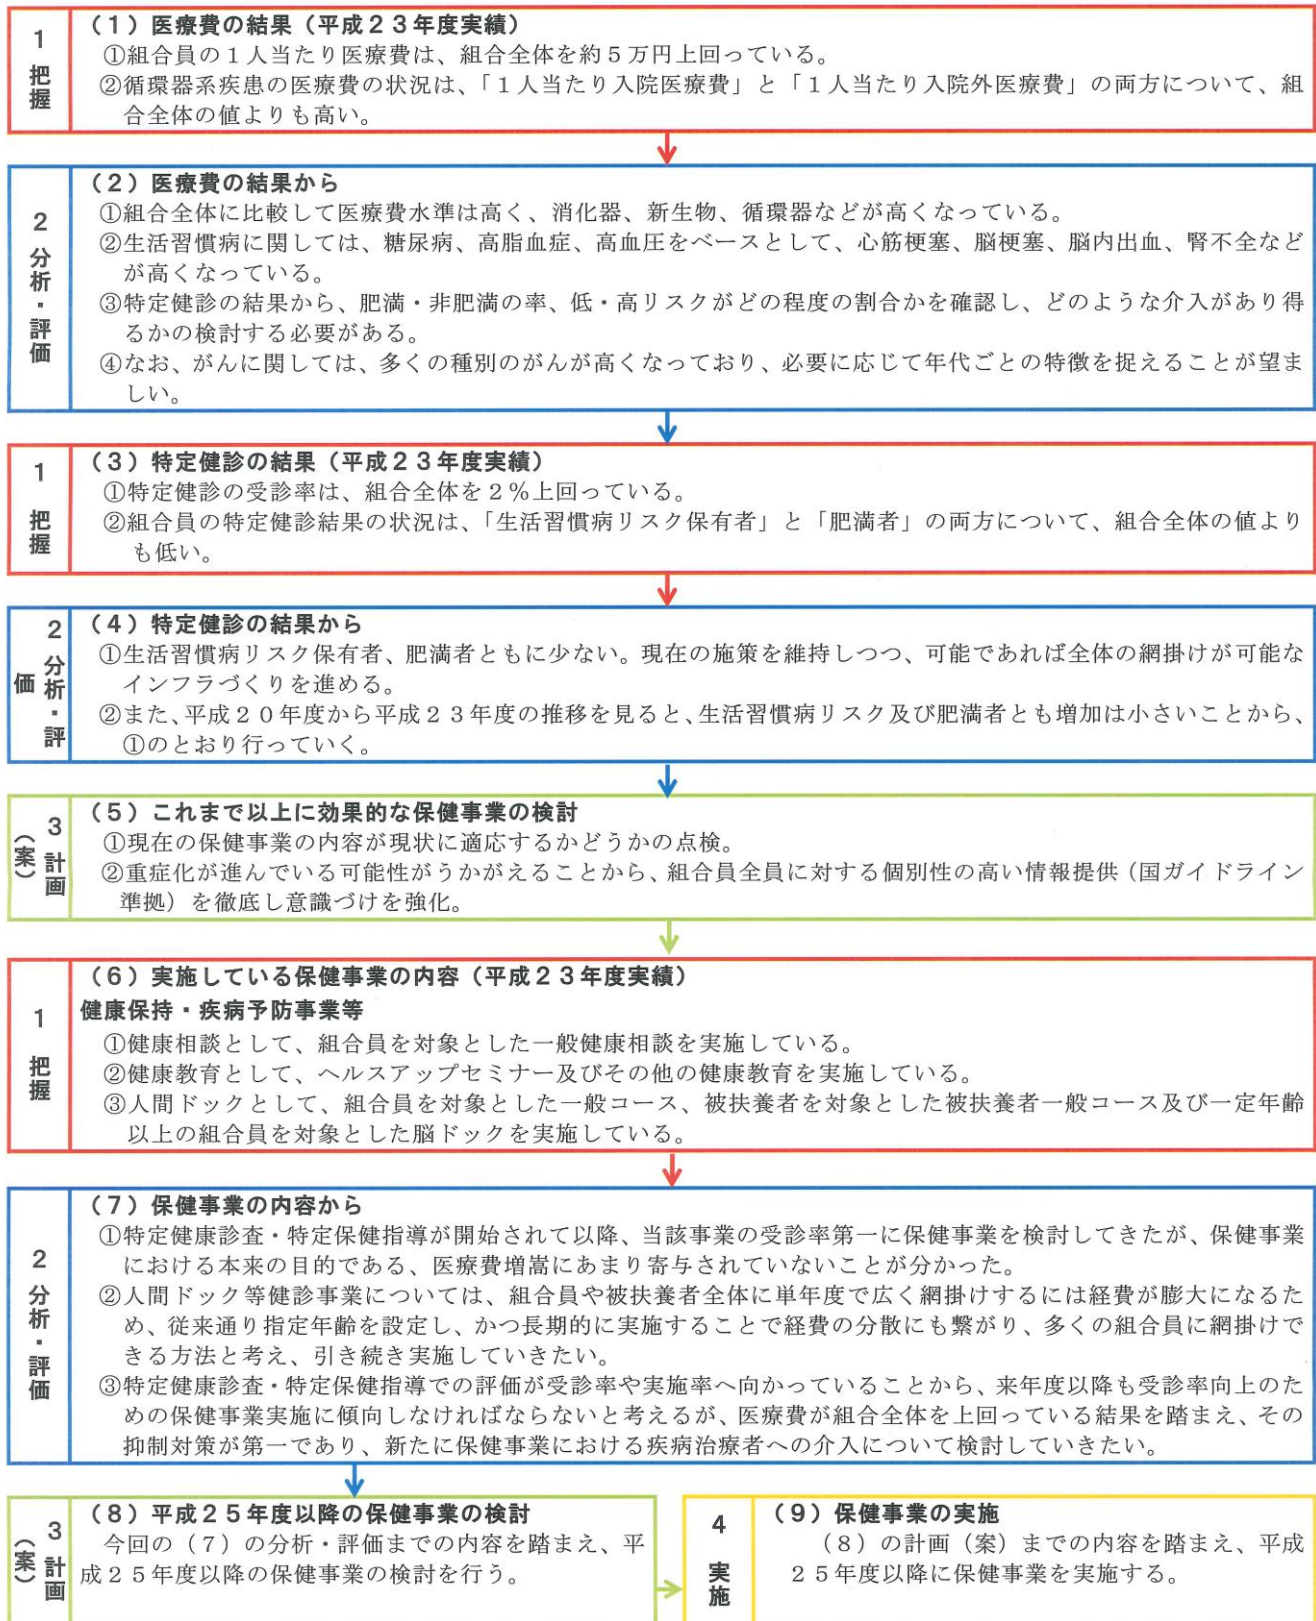 1
把
握
（１）医療費の結果（平成２３年度実績）
①組合員の１人当たり医療費は、組合全体を約５万円上回っている。
②循環器系疾患の医療費の状況は、「１人当たり入院医療費」と「１人当たり入院外医療費」の両方について、組
合全体の値よりも高い。
2
分
析
・
評
価
（２）医療費の結果から
①組合全体に比較して医療費水準は高く、消化器、新生物、循環器などが高くなっている。
②生活習慣病に関しては、糖尿病、高脂血症、高血圧をベースとして、心筋梗塞、脳梗塞、脳内出血、腎不全など
が高くなっている。
③特定健診の結果から、肥満・非肥満の率、低・高リスクがどの程度の割合かを確認し、どのような介入があり得
るかの検討する必要がある。
④なお、がんに関しては、多くの種別のがんが高くなっており、必要に応じて年代ごとの特徴を捉えることが望ま
しい。
1
把
握
（３）特定健診の結果（平成２３年度実績）
①特定健診の受診率は、組合全体を２％上回っている。
②組合員の特定健診結果の状況は、「生活習慣病リスク保有者」と「肥満者」の両方について、組合全体の値より
も低い。
2
分
析
・
評
価
（４）特定健診の結果から
①生活習慣病リスク保有者、肥満者ともに少ない。現在の施策を維持しつつ、可能であれば全体の網掛けが可能な
インフラづくりを進める。
②また、平成２０年度から平成２３年度の推移を見ると、生活習慣病リスク及び肥満者とも増加は小さいことから、
①のとおり行っていく。
3
計
画
（案）
（５）これまで以上に効果的な保健事業の検討
①現在の保健事業の内容が現状に適応するかどうかの点検。
②重症化が進んでいる可能性がうかがえることから、組合員全員に対する個別性の高い情報提供（国ガイドライン
準拠）を徹底し意識づけを強化。
1
把
握
（６）実施している保健事業の内容（平成２３年度実績）
健康保持・疾病予防事業等
①健康相談として、組合員を対象とした一般健康相談を実施している。
②健康教育として、ヘルスアップセミナー及びその他の健康教育を実施している。
③人間ドックとして、組合員を対象とした一般コース、被扶養者を対象とした被扶養者一般コース及び一定年齢
以上の組合員を対象とした脳ドックを実施している。
2
分
析
・
評
価
（７）保健事業の内容から
①特定健康診査・特定保健指導が開始されて以降、当該事業の受診率第一に保健事業を検討してきたが、保健事業
における本来の目的である、医療費増嵩にあまり寄与されていないことが分かった。
②人間ドック等健診事業については、組合員や被扶養者全体に単年度で広く網掛けするには経費が膨大になるた
め、従来通り指定年齢を設定し、かつ長期的に実施することで経費の分散にも繋がり、多くの組合員に網掛けで
きる方法と考え、引き続き実施していきたい。
③特定健康診査・特定保健指導での評価が受診率や実施率へ向かっていることから、来年度以降も受診率向上のた
めの保健事業実施に傾向しなければならないと考えるが、医療費が組合全体を上回っている結果を踏まえ、その
抑制対策が第一であり、新たに保健事業における疾病治療者への介入について検討していきたい。
3
計
画
（案）
（８）平成２５年度以降の保健事業の検討
今回の（７）の分析・評価までの内容を踏まえ、平
成２５年度以降の保健事業の検討を行う。
4
実
施
（９）保健事業の実施
（８）の計画（案）までの内容を踏まえ、平成
２５年度以降に保健事業を実施する。